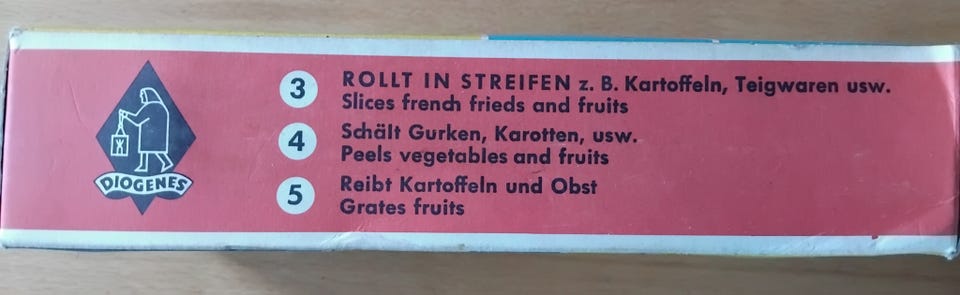 DIOGENES
3 ROLLT IN STREIFEN z. B. Kartoffeln, Teigwaren usw.
Slices french frieds and fruits
4 Schält Gurken, Karotten, usw.
Peels vegetables and fruits
5 Reibt Kartoffeln und Obst
Grates fruits